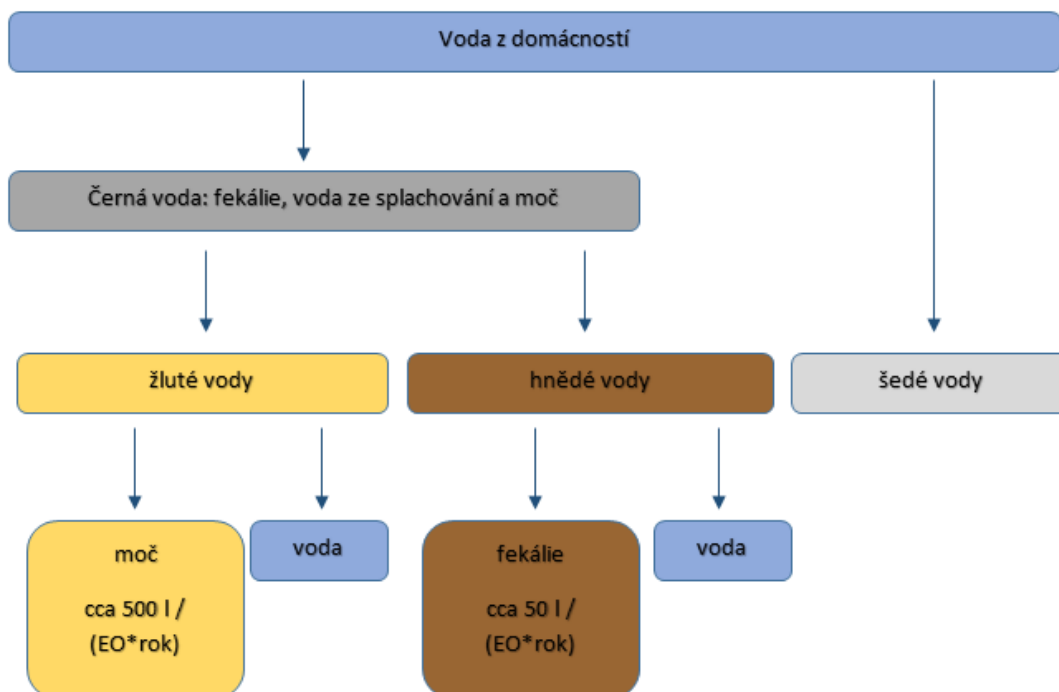 Voda z domácností
Černá voda: fekálie, voda ze splachování a moč
žluté vody
hnědé vody
šedé vody
moč
cca 500 l /
(EO*rok)
voda
fekálie
cca 50 l /
(EO*rok)
voda